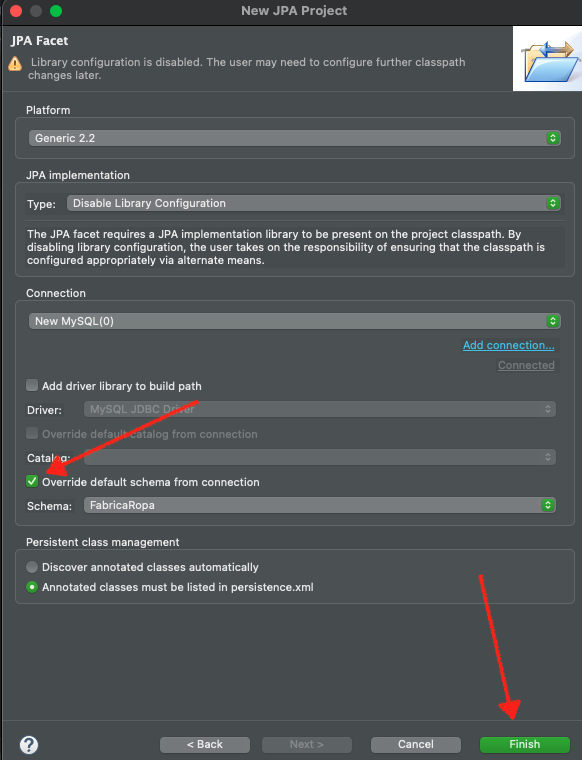 New JPA Project
JPA Facet
Library configuration is disabled. The user may need to configure further classpath
changes later.
Platform
Generic 2.2
JPA implementation
Type: Disable Library Configuration
The JPA facet requires a JPA implementation library to be present on the project classpath. By
disabling library configuration, the user takes on the responsibility of ensuring that the classpath is
configured appropriately via alternate means.
Connection
New MySQL(0)
Add connection...
Connected
Add driver library to build path
Driver: MySQL JDBC Driver
Override default catalog from connection
Catalog:
Override default schema from connection
Schema: FabricaRopa
Persistent class management
Discover annotated classes automatically
Annotated classes must be listed in persistence.xml
? < Back Next > Cancel Finish